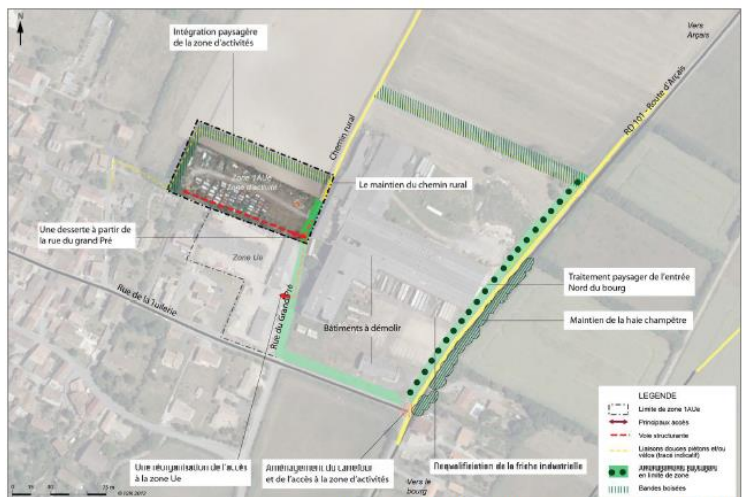 N
Intégration paysagère
de la zone d'activités
Vers
Arçais
RD 101 - Route d'Arçais
Chemin rural
Zone 1AUe
Zone d'activité
Le maintien du chemin rural
Une desserte à partir de
la rue du grand Pré
Zone Ue
Rue de la Tuilerie
Rue du Grand Pré
Bâtiments à démolir
Traitement paysager de l'entrée
Nord du bourg
Maintien de la haie champêtre
Une réorganisation de l'accès
à la zone Ue
Aménagement du carrefour
et de l'accès à la zone d'activités
Vers le
bourg
Requalification de la friche industrielle
LEGENDE
Limite de zone 1AUe
Principaux accès
Voie structurante
Liaisons douces piétons et/ou
vélos (tracé indicatif)
Aménagements paysagers
en limite de zone
Bandes boisées